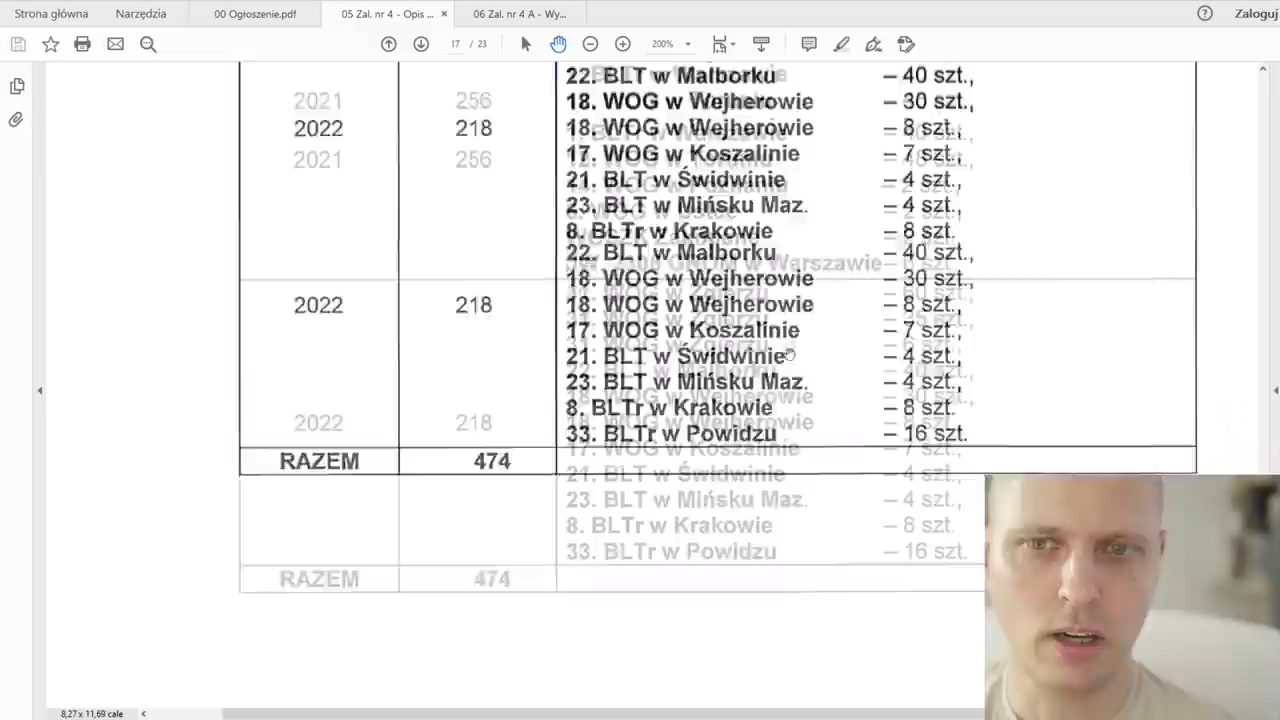 Strona główna Narzędzia 00 Ogłoszenie.pdf 05 Zal. nr 4 - Opis ... × 06 Zal. nr 4 A - Wy... Zaloguj
17 / 23 200%
22. BLT w Malborku – 40 szt.,
2021 256 18. WOG w Wejherowie – 30 szt.,
2022 218 18. WOG w Wejherowie – 8 szt.,
2021 256 17. WOG w Koszalinie – 7 szt.,
21. BLT w Świdwinie – 4 szt.,
23. BLT w Mińsku Maz. – 4 szt.,
8. BLTr w Krakowie – 8 szt.
22. BLT w Malborku – 40 szt.,
18. WOG w Wejherowie – 30 szt.,
2022 218 18. WOG w Wejherowie – 8 szt.,
17. WOG w Koszalinie – 7 szt.,
21. BLT w Świdwinie – 4 szt.,
23. BLT w Mińsku Maz. – 4 szt.,
8. BLTr w Krakowie – 8 szt.
2022 218
33. BLTr w Powidzu – 16 szt.
17. WOG w Koszalinie – 7 szt.,
RAZEM 474
21. BLT w Świdwinie – 4 szt.,
23. BLT w Mińsku Maz. – 4 szt.,
8. BLTr w Krakowie – 8 szt.
33. BLTr w Powidzu – 16 szt.
RAZEM 474
8,27 x 11,69 cale